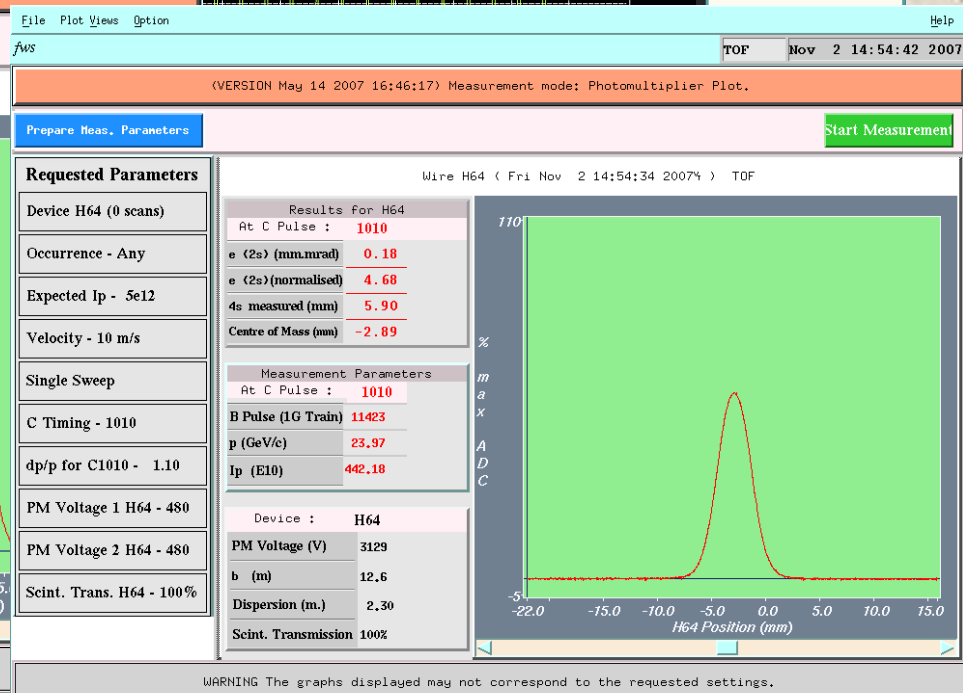 File Plot Views Option Help
fws
TOF Nov 2 14:54:42 2007
(VERSION May 14 2007 16:46:17) Measurement mode: Photomultiplier Plot.
Prepare Meas. Parameters
Start Measurement
Requested Parameters
Device H64 (0 scans)
Occurrence - Any
Expected Ip - 5e12
Velocity - 10 m/s
Single Sweep
C Timing - 1010
dp/p for C1010 - 1.10
PM Voltage 1 H64 - 480
PM Voltage 2 H64 - 480
Scint. Trans. H64 - 100%
Wire H64 ( Fri Nov 2 14:54:34 2007¼ ) TOF
Results for H64
At C Pulse : 1010
e (2s) (mm.mrad) 0.18
e (2s)(normalised) 4.68
4s measured (mm) 5.90
Centre of Mass (mm) -2.89
Measurement Parameters
At C Pulse : 1010
B Pulse (1G Train) 11423
p (GeV/c) 23.97
Ip (E10) 442.18
Device : H64
PM Voltage (V) 3129
b (m) 12.6
Dispersion (m.) 2.30
Scint. Transmission 100%
110
% max ADC
-5
-22.0 -15.0 -10.0 -5.0 0.0 5.0 10.0 15.0
H64 Position (mm)
WARNING The graphs displayed may not correspond to the requested settings.